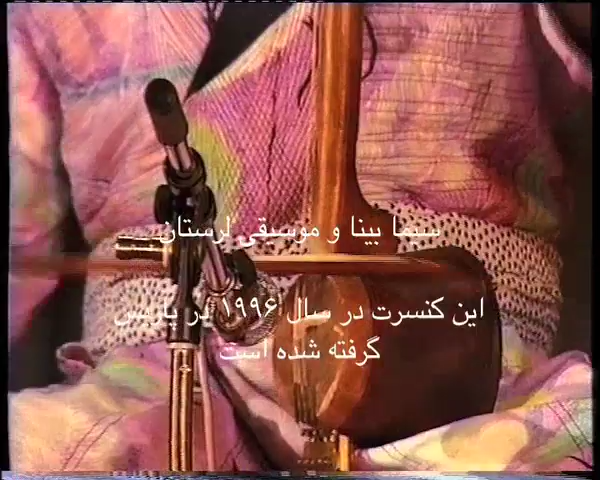 سیما بینا و موسیقی لرستان
این کنسرت در سال ۱۹۹۶ در پاریس
گرفته شده است